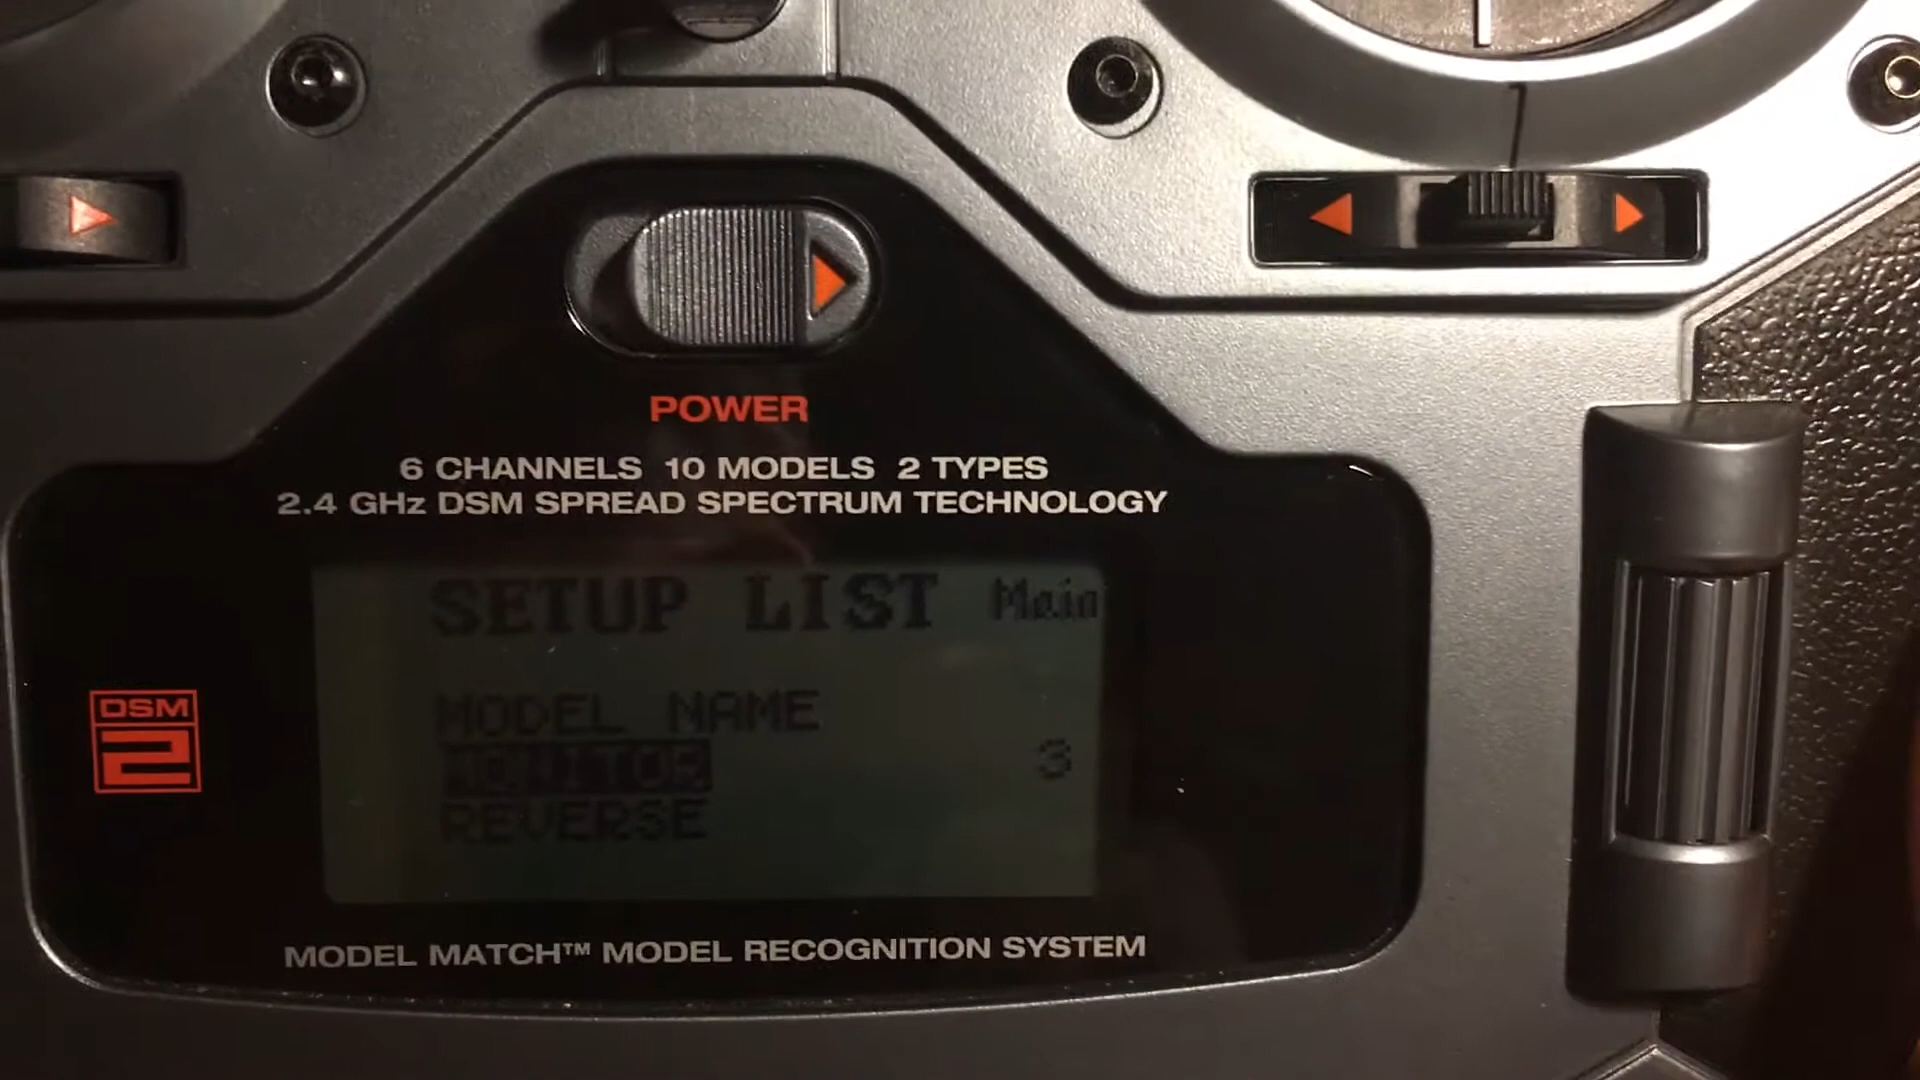 POWER
6 CHANNELS 10 MODELS 2 TYPES
2.4 GHz DSM SPREAD SPECTRUM TECHNOLOGY
SETUP LIST Main
MODEL NAME
MONITOR 3
REVERSE
DSM
2
MODEL MATCH™ MODEL RECOGNITION SYSTEM